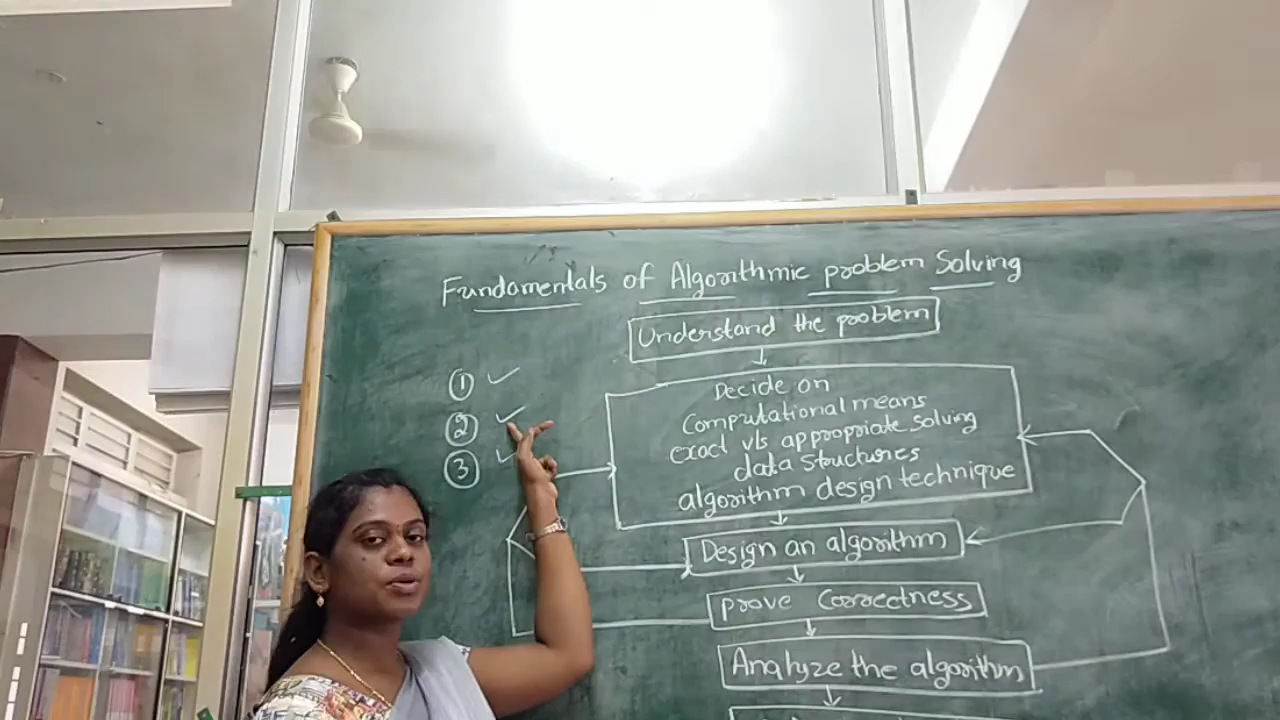 Fundamentals of Algorithmic problem Solving
Understand the problem
① ✓
② ✓
③ ✓
Decide on
Computational means
exact v/s appropriate solving
data structures
algorithm design technique
Design an algorithm
prove Correctness
Analyze the algorithm